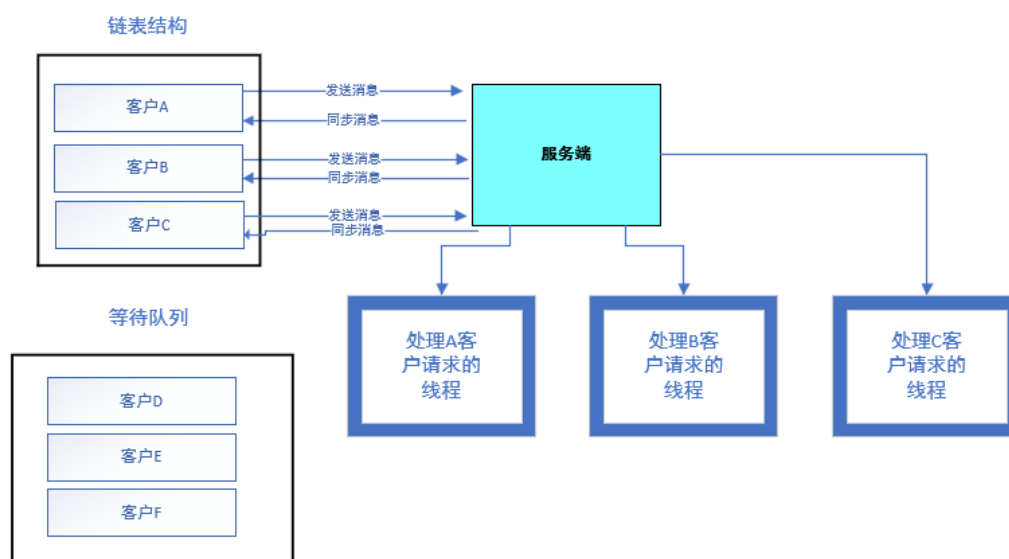 链表结构
客户A
发送消息
同步消息
客户B
发送消息
同步消息
客户C
发送消息
同步消息
服务端
处理A客
户请求的
线程
处理B客
户请求的
线程
处理C客
户请求的
线程
等待队列
客户D
客户E
客户F